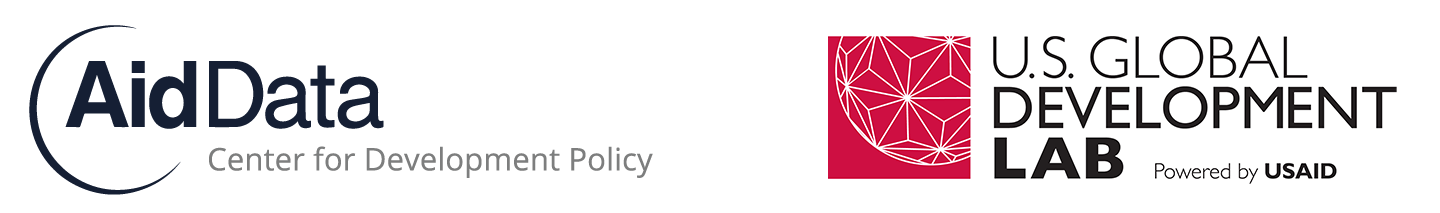 AidData
Center for Development Policy
U.S. GLOBAL
DEVELOPMENT
LAB
Powered by USAID